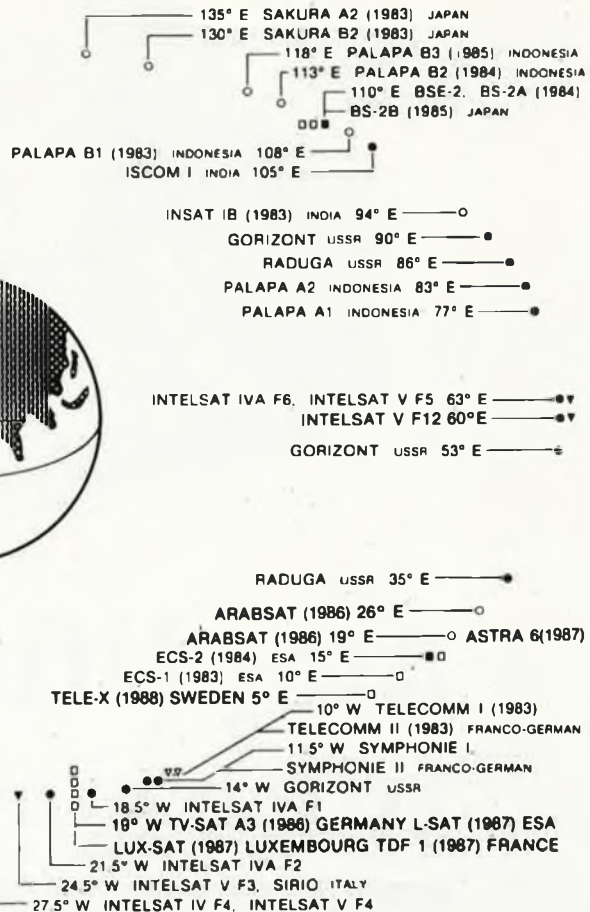 135° E SAKURA A2 (1983) JAPAN
130° E SAKURA B2 (1983) JAPAN
118° E PALAPA B3 (1985) INDONESIA
113° E PALAPA B2 (1984) INDONESIA
110° E BSE-2, BS-2A (1984)
BS-2B (1985) JAPAN
PALAPA B1 (1983) INDONESIA 108° E
ISCOM I INDIA 105° E
INSAT IB (1983) INDIA 94° E
GORIZONT USSR 90° E
RADUGA USSR 86° E
PALAPA A2 INDONESIA 83° E
PALAPA A1 INDONESIA 77° E
INTELSAT IVA F6, INTELSAT V F5 63° E
INTELSAT V F12 60°E
GORIZONT USSR 53° E
RADUGA USSR 35° E
ARABSAT (1986) 26° E
ARABSAT (1986) 19° E ASTRA 6(1987)
ECS-2 (1984) ESA 15° E
ECS-1 (1983) ESA 10° E
TELE-X (1988) SWEDEN 5° E
10° W TELECOMM I (1983)
TELECOMM II (1983) FRANCO-GERMAN
11.5° W SYMPHONIE I
SYMPHONIE II FRANCO-GERMAN
14° W GORIZONT USSR
18.5° W INTELSAT IVA F1
19° W TV-SAT A3 (1986) GERMANY L-SAT (1987) ESA
LUX-SAT (1987) LUXEMBOURG TDF 1 (1987) FRANCE
21.5° W INTELSAT IVA F2
24.5° W INTELSAT V F3, SIRIO ITALY
27.5° W INTELSAT IV F4, INTELSAT V F4